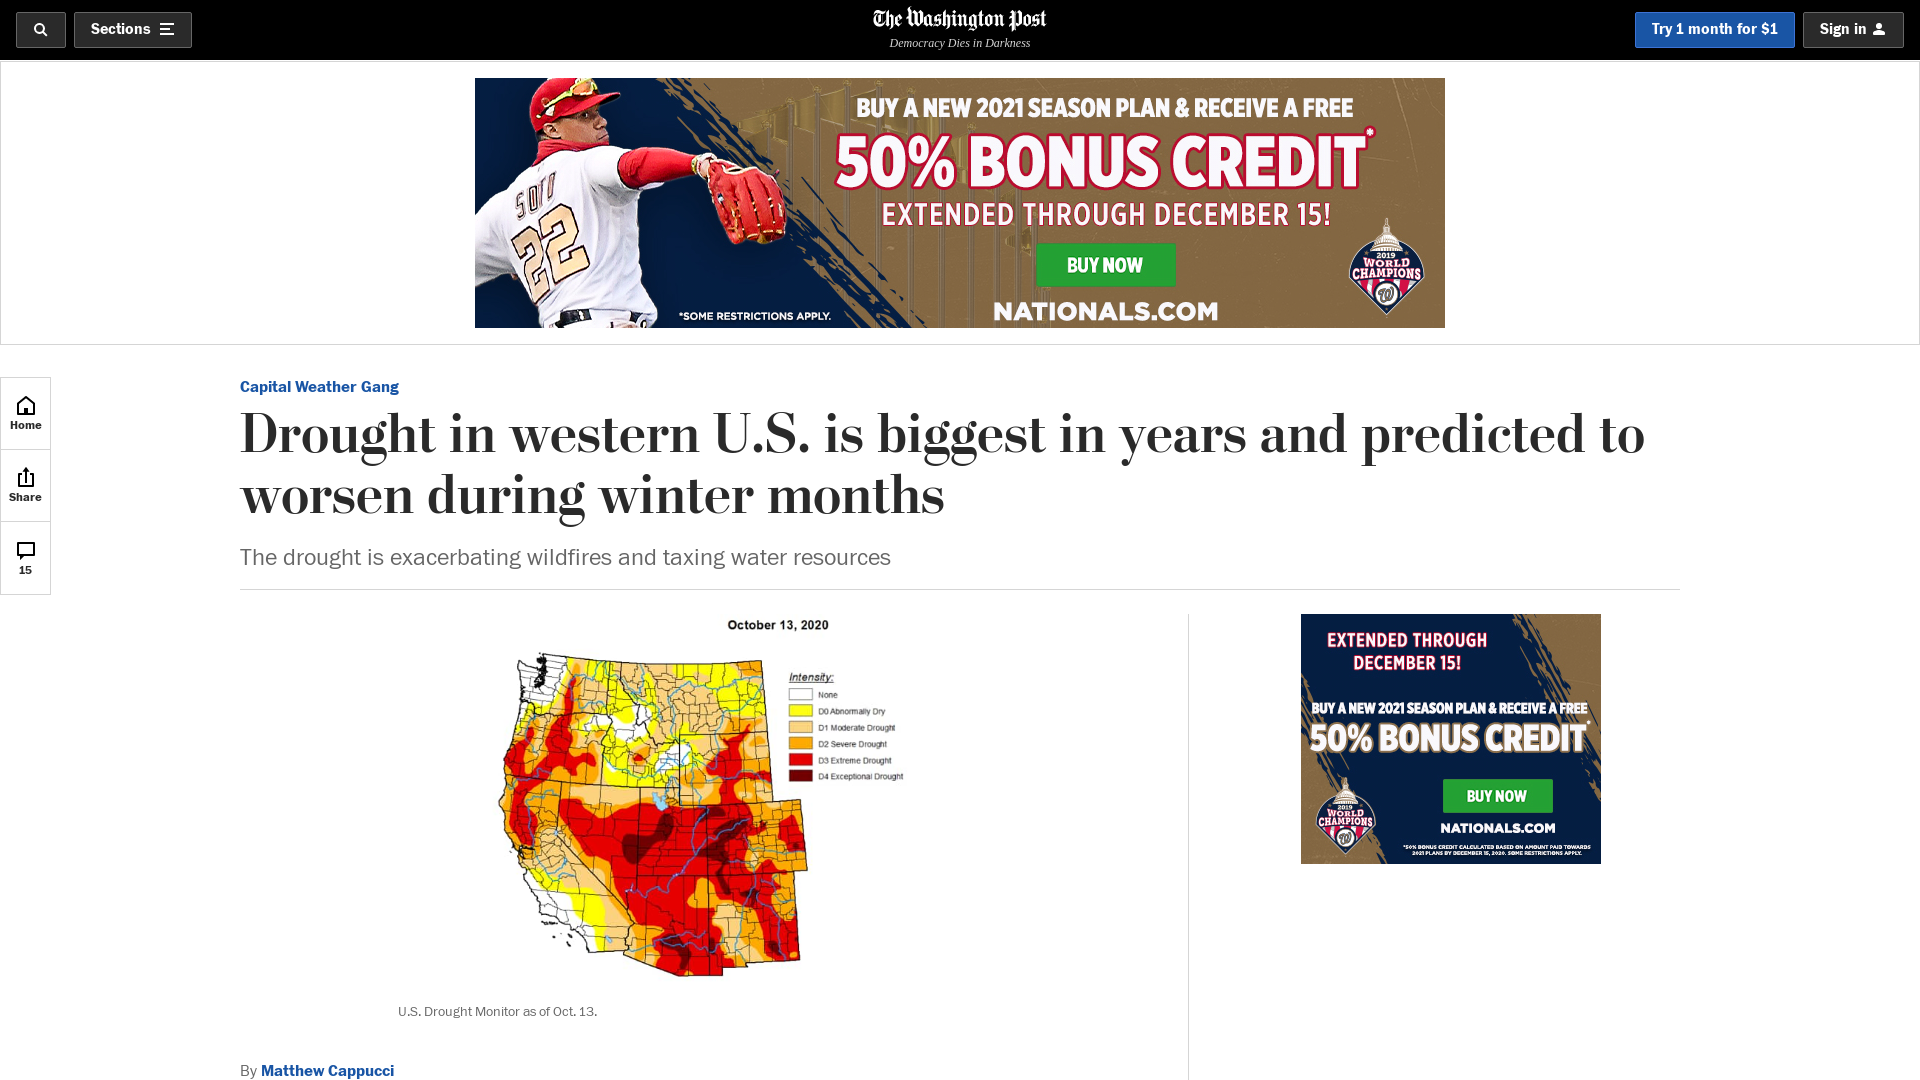 Sections
The Washington Post
Democracy Dies in Darkness
Try 1 month for $1
Sign in
BUY A NEW 2021 SEASON PLAN & RECEIVE A FREE
50% BONUS CREDIT*
EXTENDED THROUGH DECEMBER 15!
BUY NOW
NATIONALS.COM
*SOME RESTRICTIONS APPLY.
22
2019
WORLD
CHAMPIONS
W
Home
Share
15
Capital Weather Gang
Drought in western U.S. is biggest in years and predicted to
worsen during winter months
The drought is exacerbating wildfires and taxing water resources
October 13, 2020
Intensity:
None
D0 Abnormally Dry
D1 Moderate Drought
D2 Severe Drought
D3 Extreme Drought
D4 Exceptional Drought
U.S. Drought Monitor as of Oct. 13.
By Matthew Cappucci
EXTENDED THROUGH
DECEMBER 15!
BUY A NEW 2021 SEASON PLAN & RECEIVE A FREE
50% BONUS CREDIT*
BUY NOW
NATIONALS.COM
2019
WORLD
CHAMPIONS
W
*50% BONUS CREDIT CALCULATED BASED ON AMOUNT PAID TOWARDS
2021 PLANS BY DECEMBER 15, 2020. SOME RESTRICTIONS APPLY.